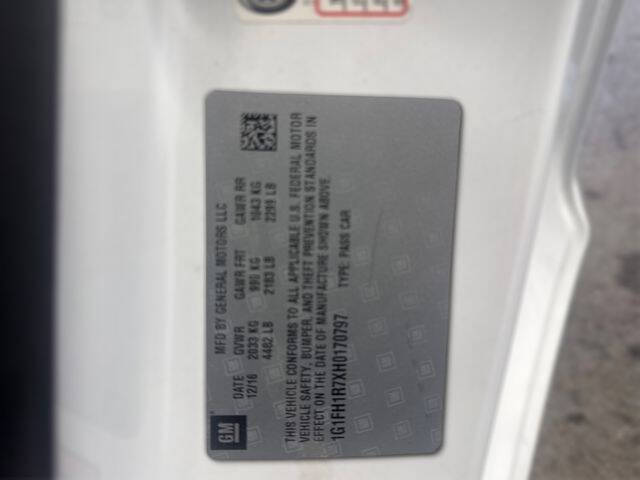 MFD BY GENERAL MOTORS LLC
DATE GVWR GAWR FRT GAWR RR
12/16 2033 KG 990 KG 1043 KG
4482 LB 2183 LB 2299 LB
THIS VEHICLE CONFORMS TO ALL APPLICABLE U.S. FEDERAL MOTOR
VEHICLE SAFETY, BUMPER, AND THEFT PREVENTION STANDARDS IN
EFFECT ON THE DATE OF MANUFACTURE SHOWN ABOVE.
1G1FH1R7XH0170797 TYPE: PASS CAR
GM